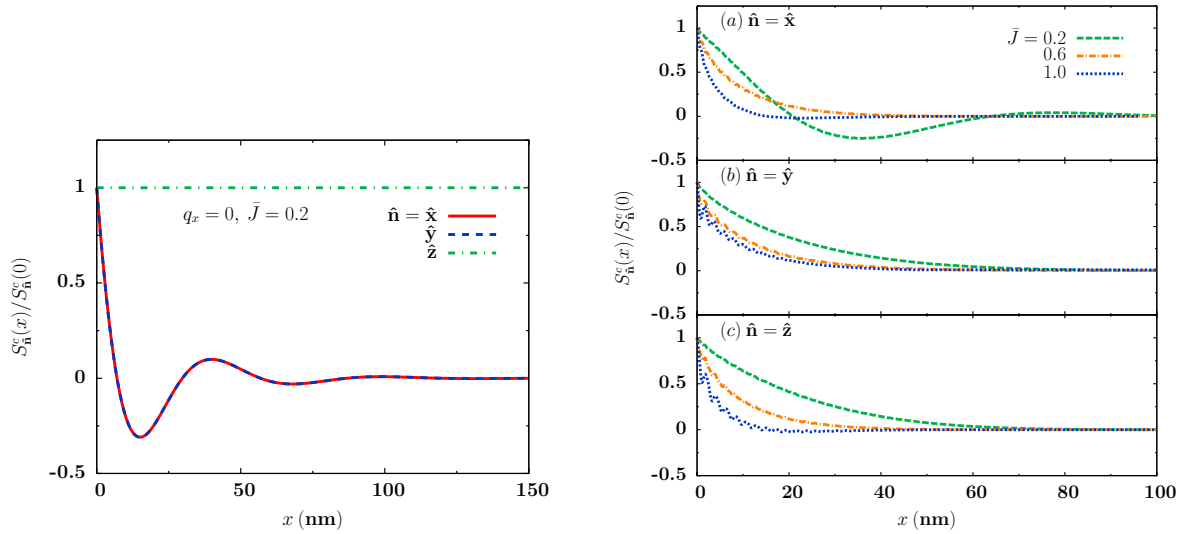 1
0.5
0
-0.5
0
50
100
150
S^c_n̂(x)/S^c_n̂(0)
x (nm)
q_x = 0, J̄ = 0.2
n̂ = x̂
ŷ
ẑ
(a) n̂ = x̂
J̄ = 0.2
0.6
1.0
1
0.5
0
-0.5
(b) n̂ = ŷ
1
0.5
0
-0.5
(c) n̂ = ẑ
1
0.5
0
-0.5
0
20
40
60
80
100
S^c_n̂(x)/S^c_n̂(0)
x (nm)